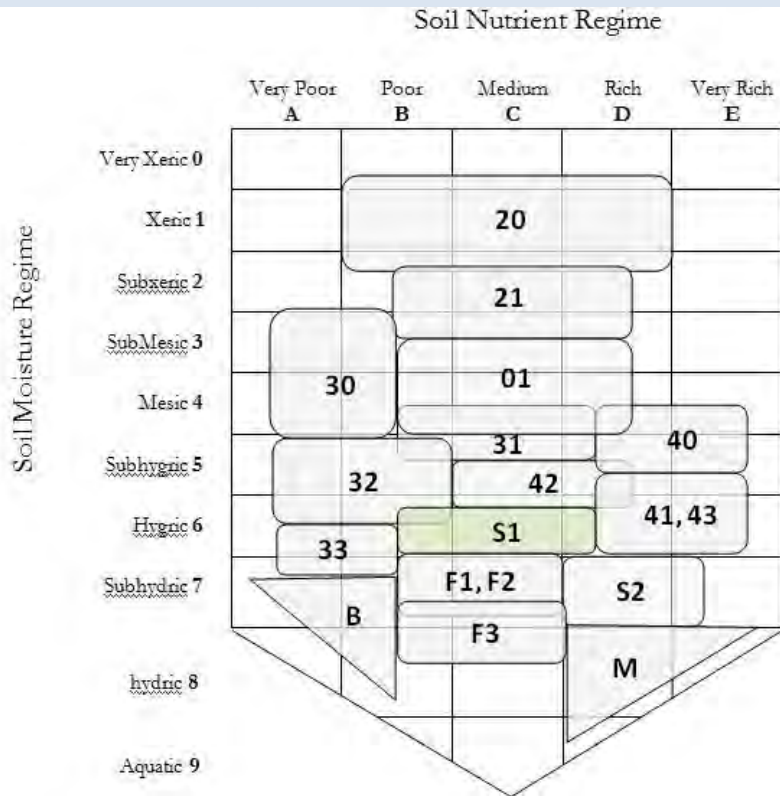 Soil Nutrient Regime
Very Poor Poor Medium Rich Very Rich
A B C D E
Very Xeric 0
Xeric 1
20
Subxeric 2
21
SubMesic 3
01
30
Mesic 4
40
31
Subhygric 5
32
42
41, 43
Hygric 6
S1
33
Subhydric 7
F1, F2
S2
B
F3
M
hydric 8
Aquatic 9
Soil Moisture Regime